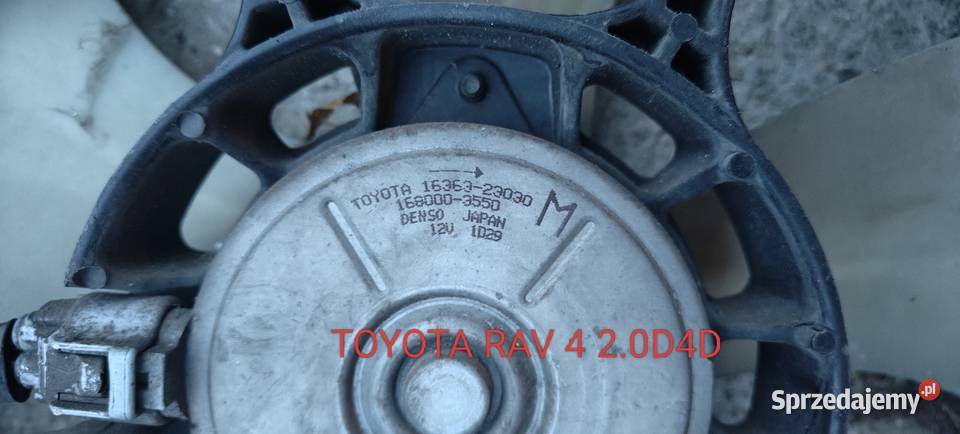 TOYOTA 16363-23030
168000-3550
DENSO JAPAN
12V 1D29
M
TOYOTA RAV 4 2.0D4D
Sprzedajemy.pl